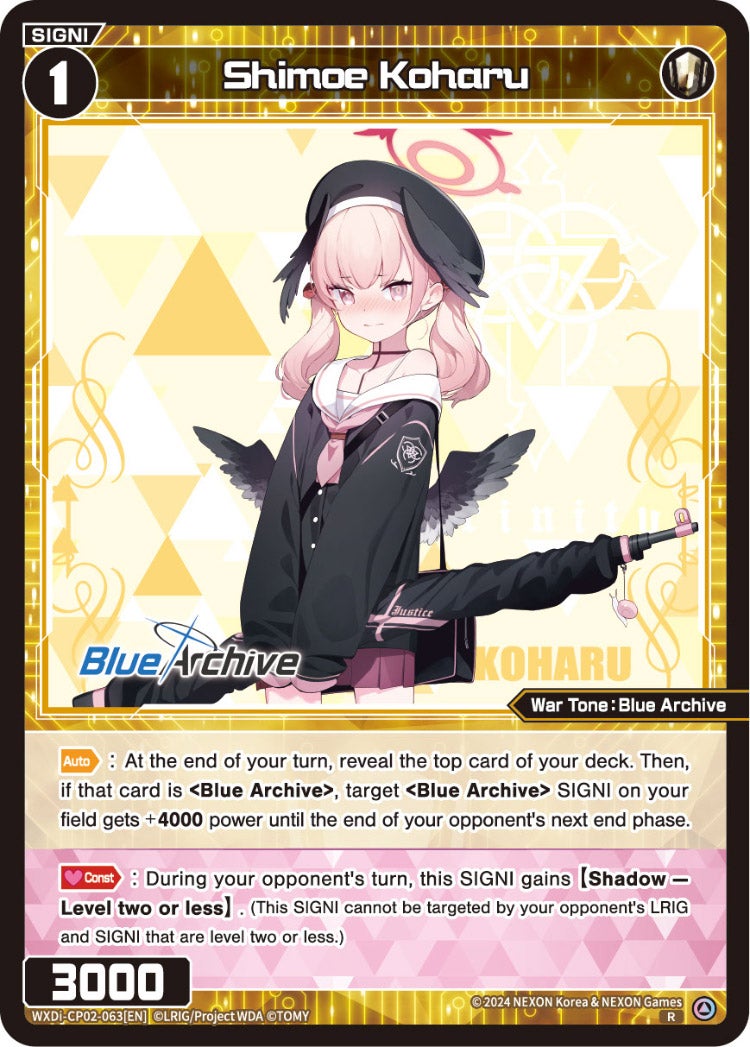 SIGNI
1
Shimoe Koharu
Trinity
Justice
Blue Archive
KOHARU
War Tone:Blue Archive
Auto : At the end of your turn, reveal the top card of your deck. Then,
if that card is <Blue Archive>, target <Blue Archive> SIGNI on your
field gets +4000 power until the end of your opponent's next end phase.
Const : During your opponent's turn, this SIGNI gains 【Shadow —
Level two or less】. (This SIGNI cannot be targeted by your opponent's LRIG
and SIGNI that are level two or less.)
3000
©2024 NEXON Korea & NEXON Games
WXDi-CP02-063[EN] ©LRIG/Project WDA ©TOMY
R